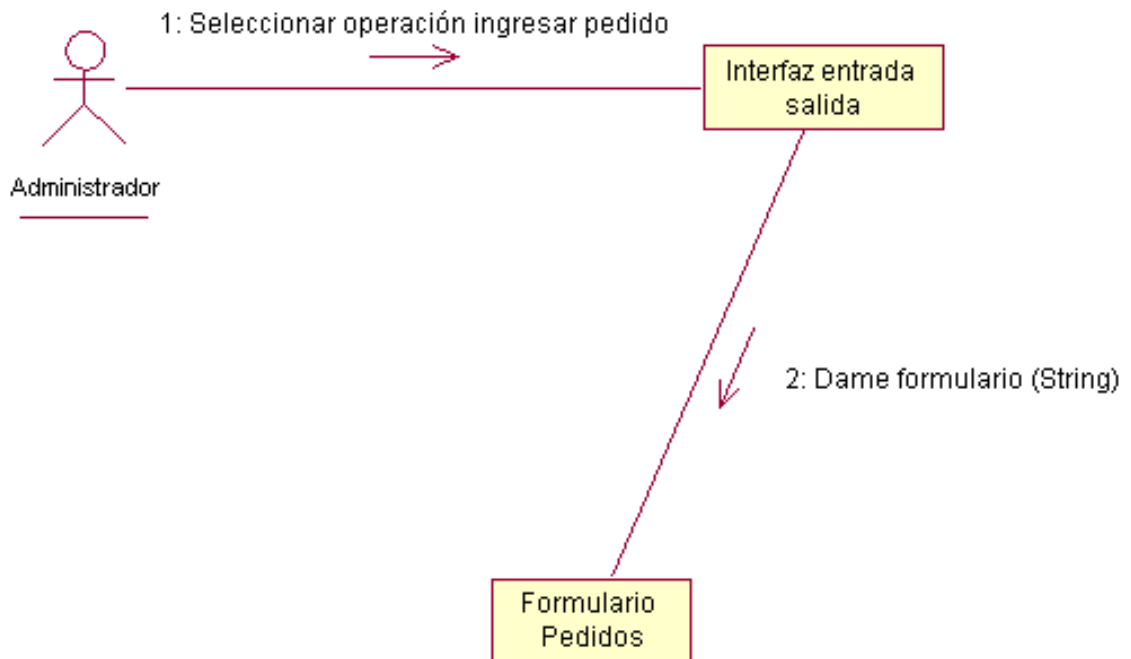 1: Seleccionar operación ingresar pedido
Interfaz entrada
salida
Administrador
2: Dame formulario (String)
Formulario
Pedidos